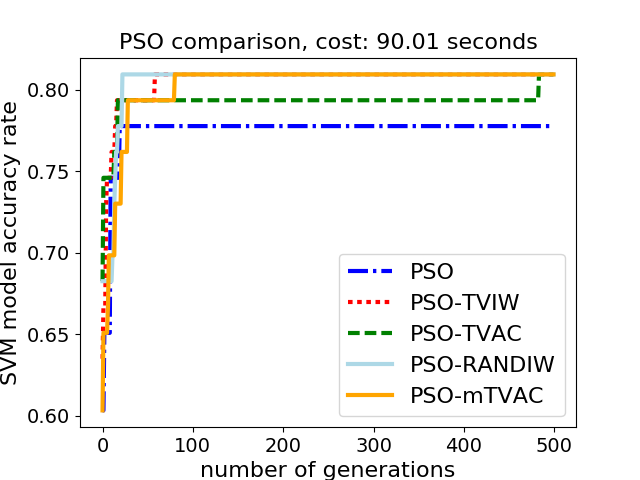 PSO comparison, cost: 90.01 seconds
SVM model accuracy rate
0.80
0.75
0.70
0.65
0.60
PSO
PSO-TVIW
PSO-TVAC
PSO-RANDIW
PSO-mTVAC
0 100 200 300 400 500
number of generations